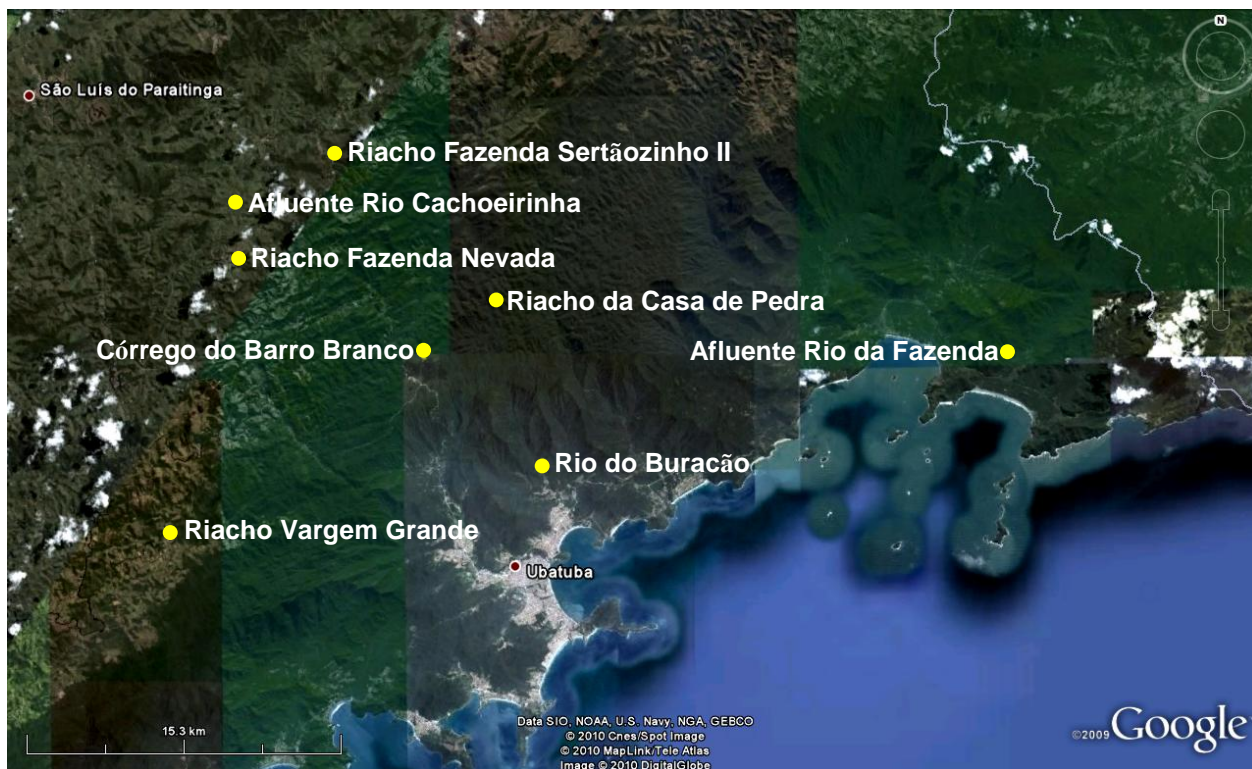 N
São Luís do Paraitinga
Riacho Fazenda Sertãozinho II
Afluente Rio Cachoeirinha
Riacho Fazenda Nevada
Riacho da Casa de Pedra
Córrego do Barro Branco
Afluente Rio da Fazenda
Rio do Buracão
Riacho Vargem Grande
Ubatuba
15.3 km
Data SIO, NOAA, U.S. Navy, NGA, GEBCO
© 2010 Cnes/Spot Image
© 2010 MapLink/Tele Atlas
Image © 2010 DigitalGlobe
©2009 Google